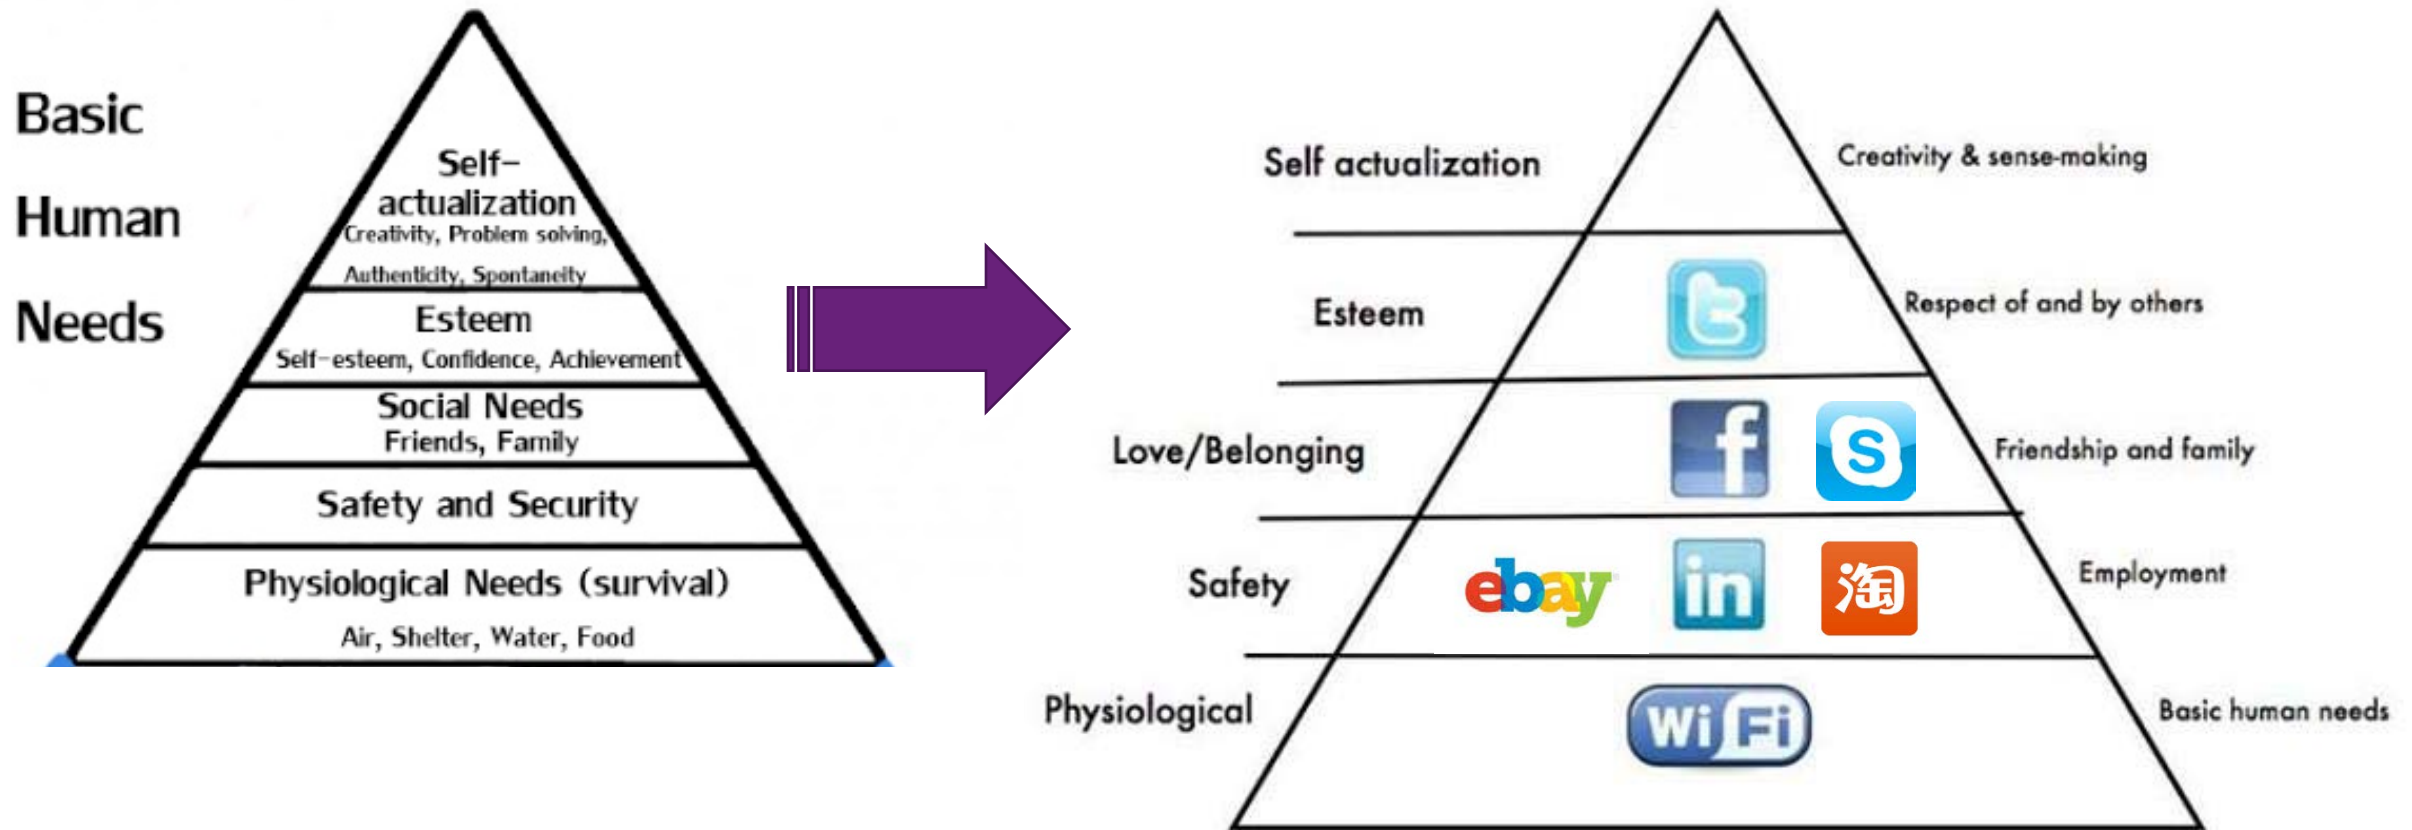 Basic
Human
Needs
Self-
actualization
Creativity, Problem solving,
Authenticity, Spontaneity
Esteem
Self-esteem, Confidence, Achievement
Social Needs
Friends, Family
Safety and Security
Physiological Needs (survival)
Air, Shelter, Water, Food
Self actualization
Creativity & sense-making
Esteem
t
Respect of and by others
Love/Belonging
f
S
Friendship and family
Safety
ebay
in
淘
Employment
Physiological
WiFi
Basic human needs